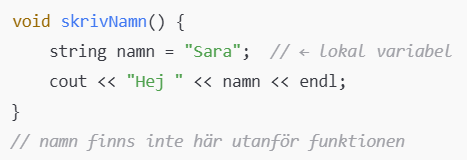 void skrivNamn() {
    string namn = "Sara";  // ← lokal variabel
    cout << "Hej " << namn << endl;
}
// namn finns inte här utanför funktionen